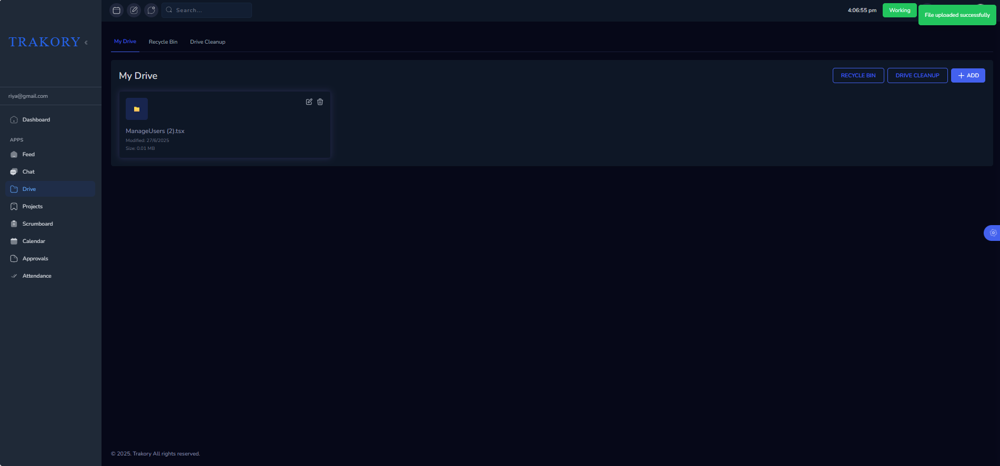 TRAKORY
riya@gmail.com
Dashboard
APPS
Feed
Chat
Drive
Projects
Scrumboard
Calendar
Approvals
Attendance
Search...
4:06:55 pm
Working
File uploaded successfully
My Drive
Recycle Bin
Drive Cleanup
My Drive
RECYCLE BIN
DRIVE CLEANUP
ADD
ManageUsers (2).tsx
Modified: 27/6/2025
Size: 0.01 MB
© 2025. Trakory All rights reserved.